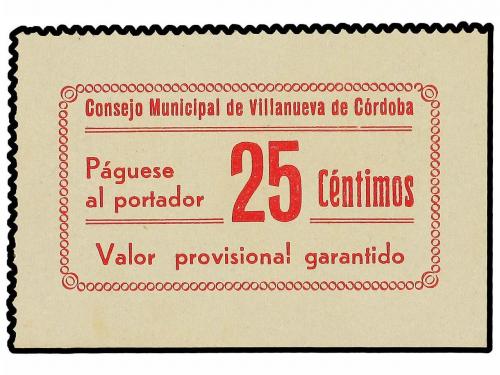 Consejo Municipal de Villanueva de Córdoba
Páguese
al portador
25 Céntimos
Valor provisional garantido